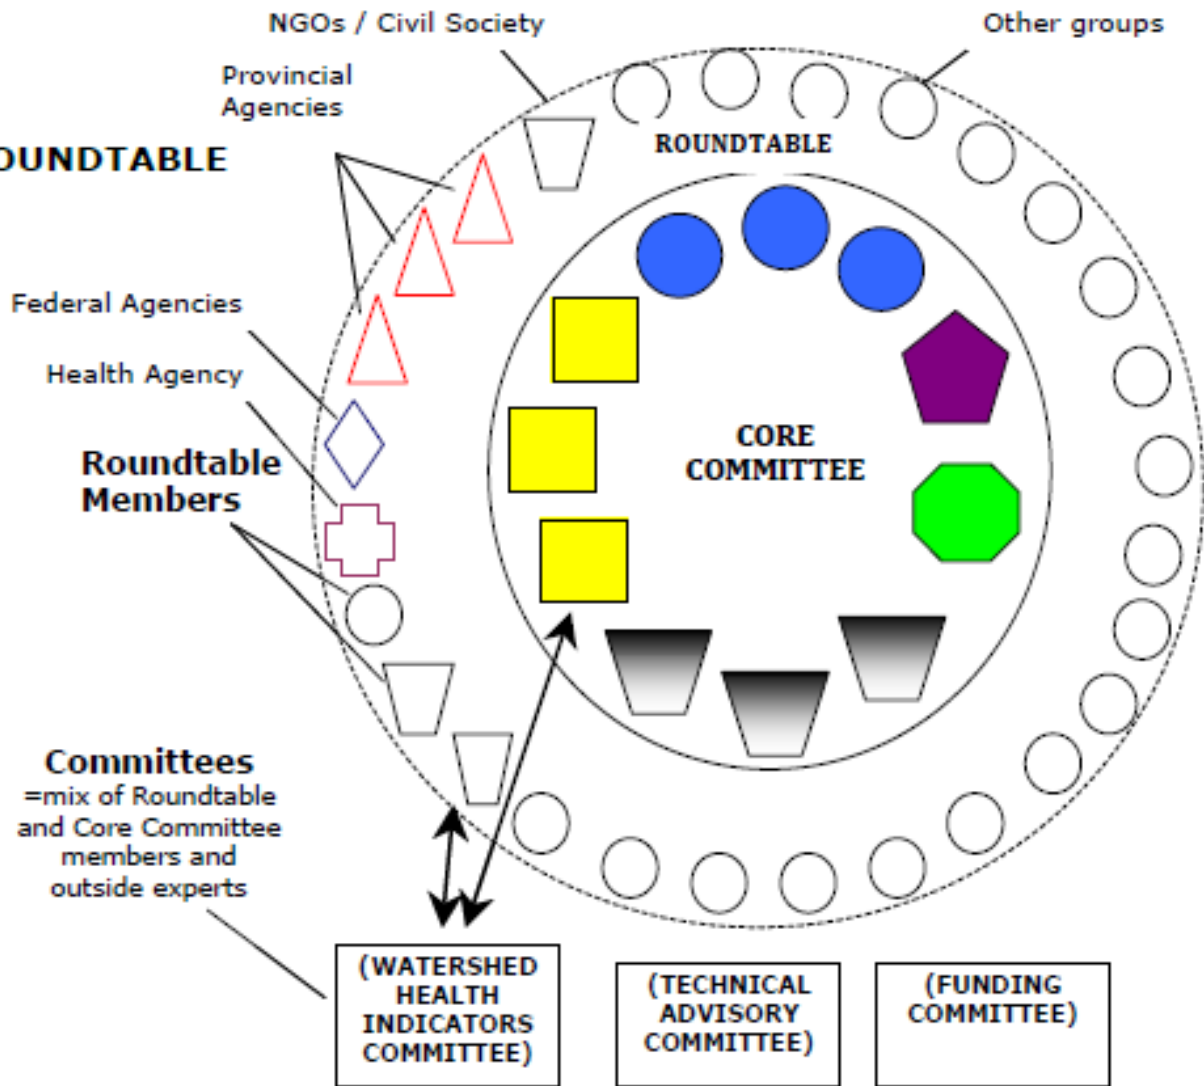 NGOs / Civil Society
Other groups
Provincial
Agencies
OUNDTABLE
ROUNDTABLE
Federal Agencies
Health Agency
Roundtable
Members
CORE
COMMITTEE
Committees
=mix of Roundtable
and Core Committee
members and
outside experts
(WATERSHED
HEALTH
INDICATORS
COMMITTEE)
(TECHNICAL
ADVISORY
COMMITTEE)
(FUNDING
COMMITTEE)